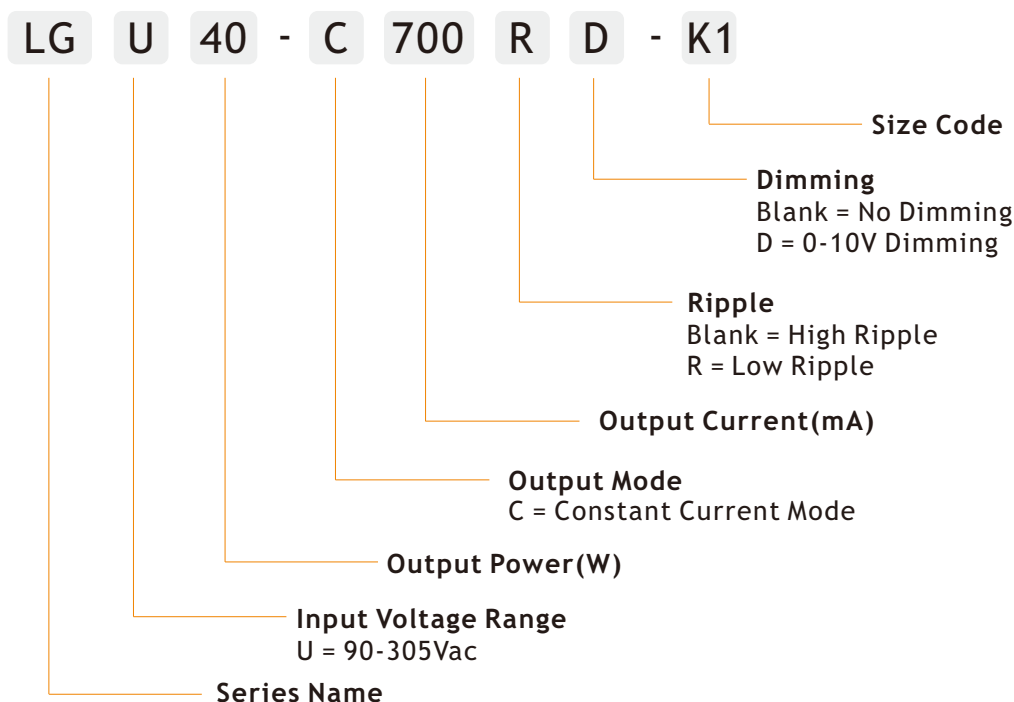 LG U 40 - C 700 R D - K1
Size Code
Dimming
Blank = No Dimming
D = 0-10V Dimming
Ripple
Blank = High Ripple
R = Low Ripple
Output Current(mA)
Output Mode
C = Constant Current Mode
Output Power(W)
Input Voltage Range
U = 90-305Vac
Series Name